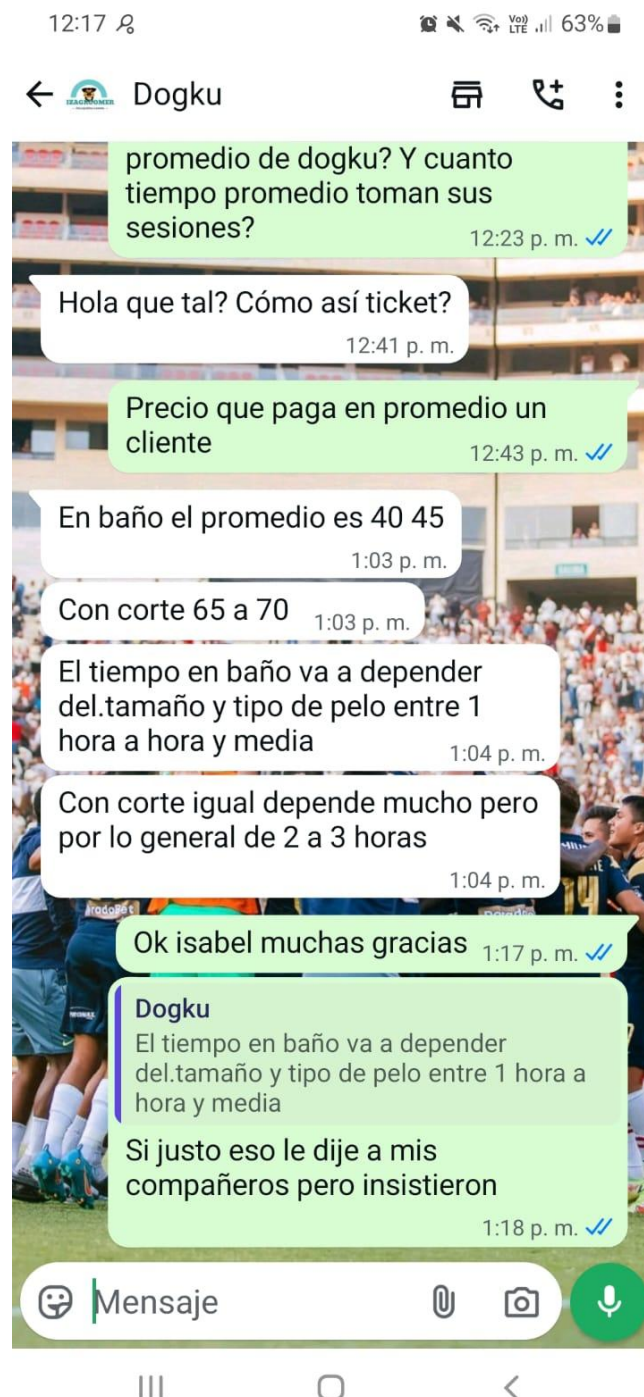 12:17
Vo))
LTE
63%
IZAGROOMER
Dogku
promedio de dogku? Y cuanto
tiempo promedio toman sus
sesiones?
12:23 p. m.
Hola que tal? Cómo así ticket?
12:41 p. m.
Precio que paga en promedio un
cliente
12:43 p. m.
En baño el promedio es 40 45
1:03 p. m.
Con corte 65 a 70
1:03 p. m.
El tiempo en baño va a depender
del.tamaño y tipo de pelo entre 1
hora a hora y media
1:04 p. m.
Con corte igual depende mucho pero
por lo general de 2 a 3 horas
1:04 p. m.
Ok isabel muchas gracias
1:17 p. m.
Dogku
El tiempo en baño va a depender
del.tamaño y tipo de pelo entre 1 hora a
hora y media
Si justo eso le dije a mis
compañeros pero insistieron
1:18 p. m.
Mensaje